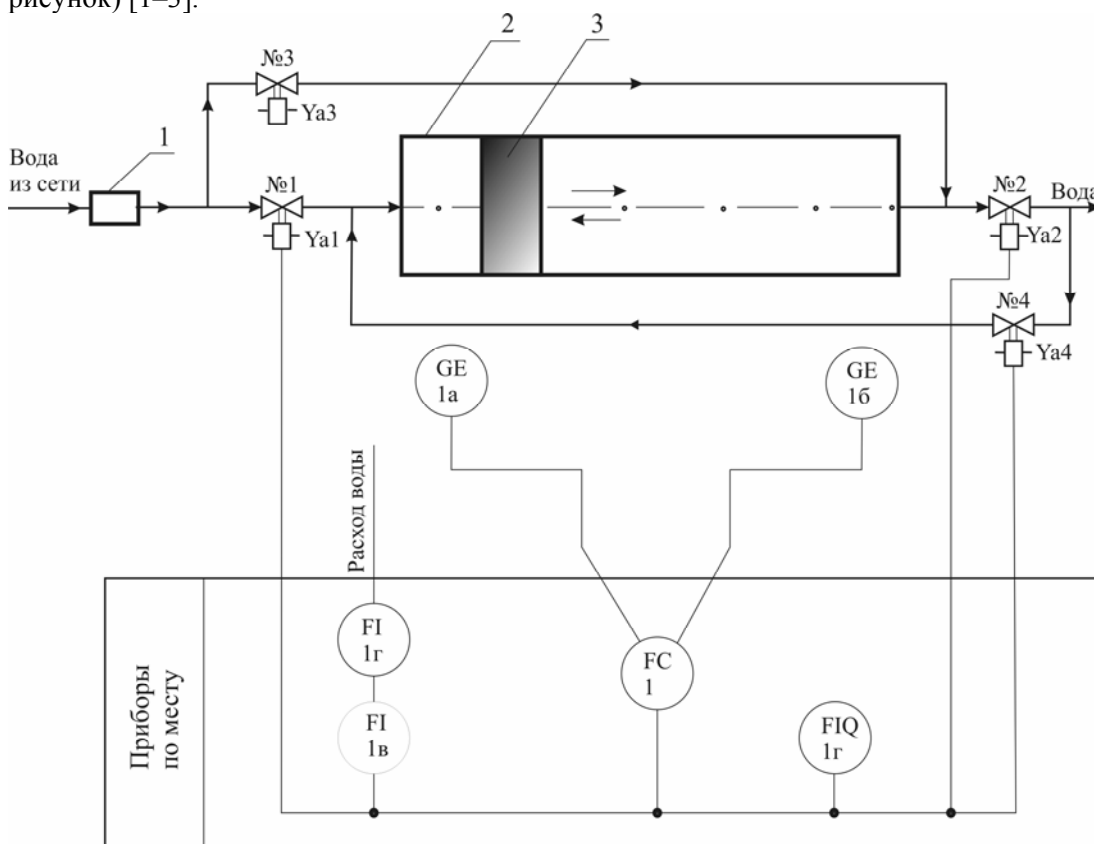 рисунок) [1–3].
2
3
№3
Ya3
1
Вода
из сети
№1
Ya1
№2
Вода
Ya2
№4
Ya4
GE
1а
GE
1б
Расход воды
FI
1г
FC
1
FI
1в
FIQ
1г
Приборы
по месту